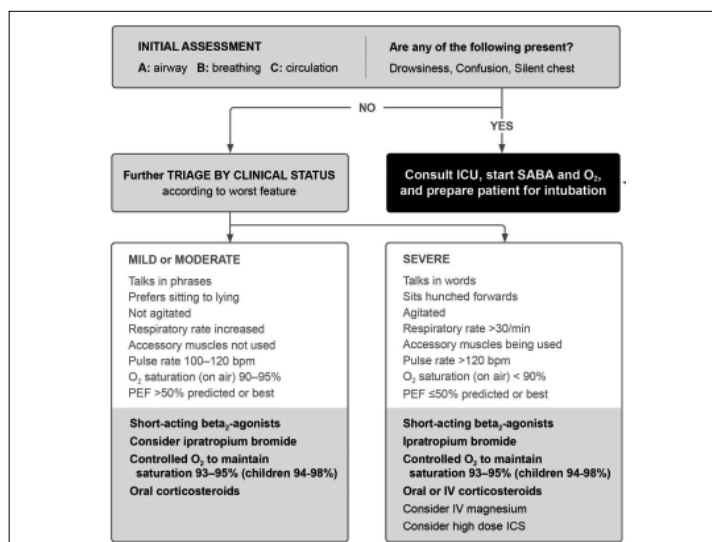 INITIAL ASSESSMENT
A: airway B: breathing C: circulation
Are any of the following present?
Drowsiness, Confusion, Silent chest
NO
YES
Further TRIAGE BY CLINICAL STATUS
according to worst feature
Consult ICU, start SABA and O₂,
and prepare patient for intubation
MILD or MODERATE
Talks in phrases
Prefers sitting to lying
Not agitated
Respiratory rate increased
Accessory muscles not used
Pulse rate 100–120 bpm
O₂ saturation (on air) 90–95%
PEF >50% predicted or best
Short-acting beta₂-agonists
Consider ipratropium bromide
Controlled O₂ to maintain
saturation 93–95% (children 94-98%)
Oral corticosteroids
SEVERE
Talks in words
Sits hunched forwards
Agitated
Respiratory rate >30/min
Accessory muscles being used
Pulse rate >120 bpm
O₂ saturation (on air) < 90%
PEF ≤50% predicted or best
Short-acting beta₂-agonists
Ipratropium bromide
Controlled O₂ to maintain
saturation 93–95% (children 94-98%)
Oral or IV corticosteroids
Consider IV magnesium
Consider high dose ICS